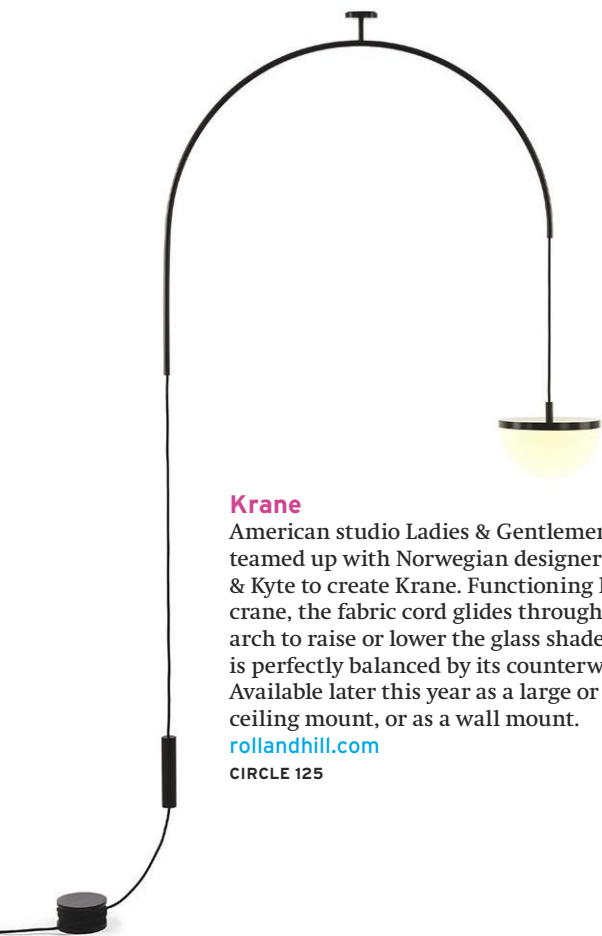 Krane
American studio Ladies & Gentlemen
teamed up with Norwegian designer
& Kyte to create Krane. Functioning
crane, the fabric cord glides through
arch to raise or lower the glass shade
is perfectly balanced by its
Available later this year as a large or
ceiling mount, or as a wall mount.
rollandhill.com
CIRCLE 125